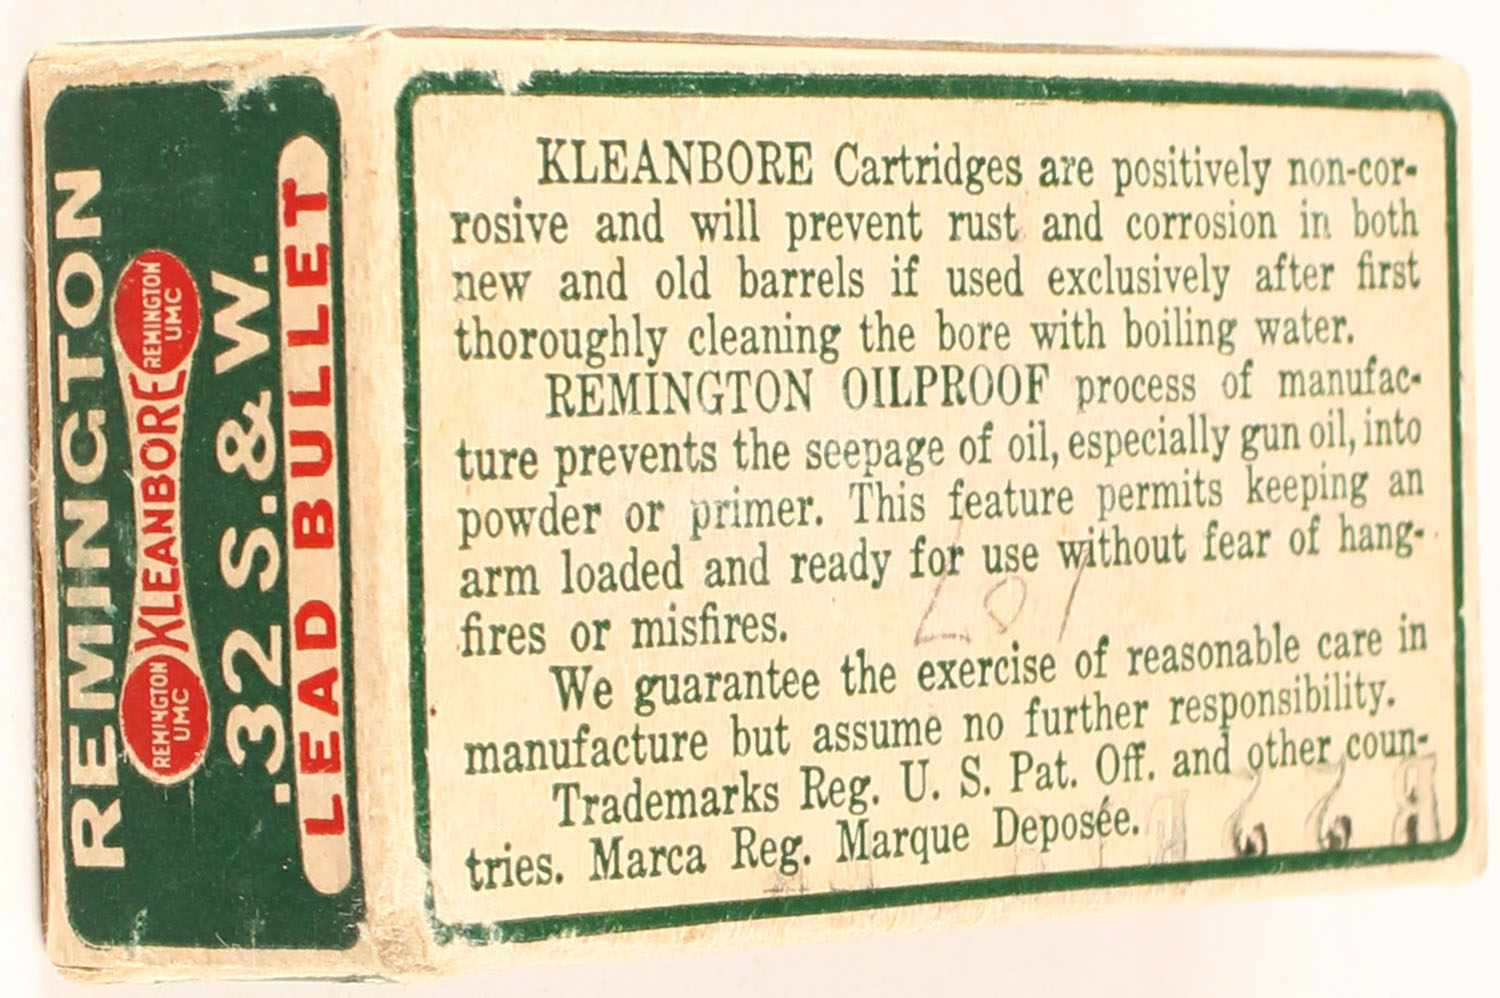 REMINGTON
REMINGTON
UMC
KLEANBORE
REMINGTON
UMC
.32 S.&W.
LEAD BULLET
KLEANBORE Cartridges are positively non-cor-
rosive and will prevent rust and corrosion in both
new and old barrels if used exclusively after first
thoroughly cleaning the bore with boiling water.
REMINGTON OILPROOF process of manufac-
ture prevents the seepage of oil, especially gun oil, into
powder or primer. This feature permits keeping an
arm loaded and ready for use without fear of hang-
fires or misfires.
We guarantee the exercise of reasonable care in
manufacture but assume no further responsibility.
Trademarks Reg. U. S. Pat. Off. and other coun-
tries. Marca Reg. Marque Deposée.